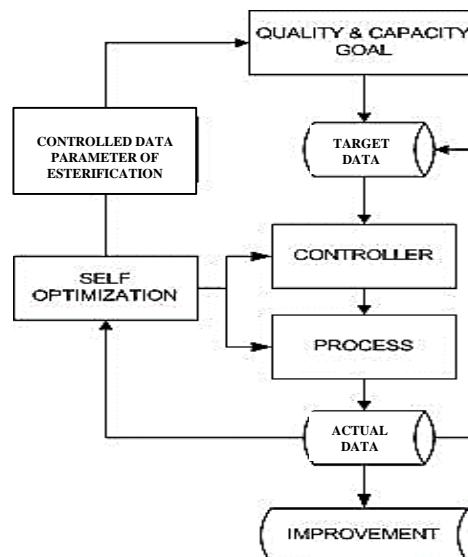 QUALITY & CAPACITY
GOAL
CONTROLLED DATA
PARAMETER OF
ESTERIFICATION
TARGET
DATA
CONTROLLER
SELF
OPTIMIZATION
PROCESS
ACTUAL
DATA
IMPROVEMENT